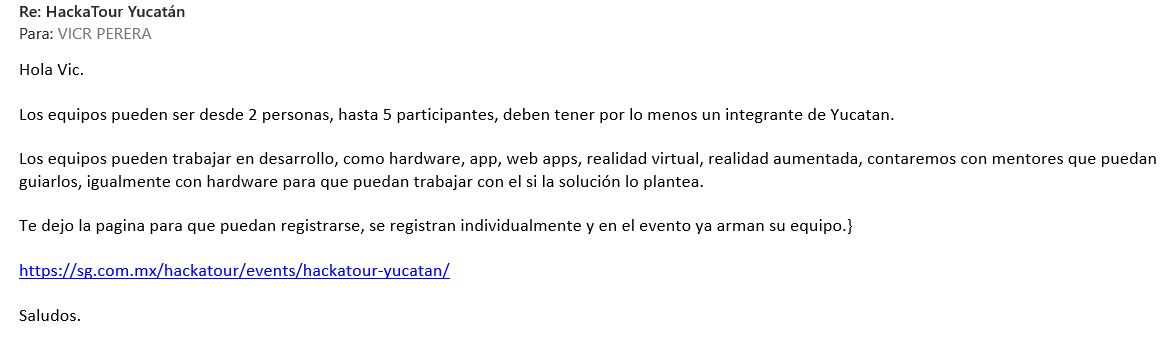 Re: HackaTour Yucatán
Para: VICR PERERA
Hola Vic.
Los equipos pueden ser desde 2 personas, hasta 5 participantes, deben tener por lo menos un integrante de Yucatan.
Los equipos pueden trabajar en desarrollo, como hardware, app, web apps, realidad virtual, realidad aumentada, contaremos con mentores que puedan
guiarlos, igualmente con hardware para que puedan trabajar con el si la solución lo plantea.
Te dejo la pagina para que puedan registrarse, se registran individualmente y en el evento ya arman su equipo.}
https://sg.com.mx/hackatour/events/hackatour-yucatan/
Saludos.